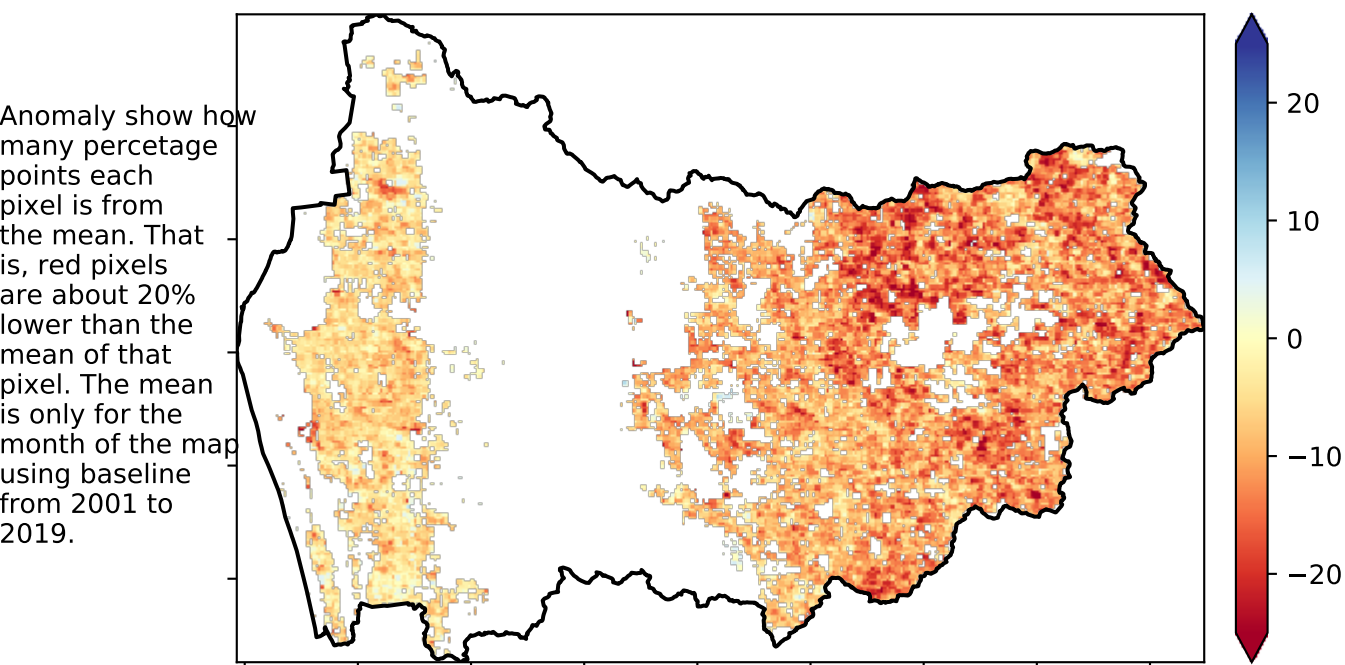 Anomaly show how
many percetage
points each
pixel is from
the mean. That
is, red pixels
are about 20%
lower than the
mean of that
pixel. The mean
is only for the
month of the map
using baseline
from 2001 to
2019.
20
10
0
−10
−20